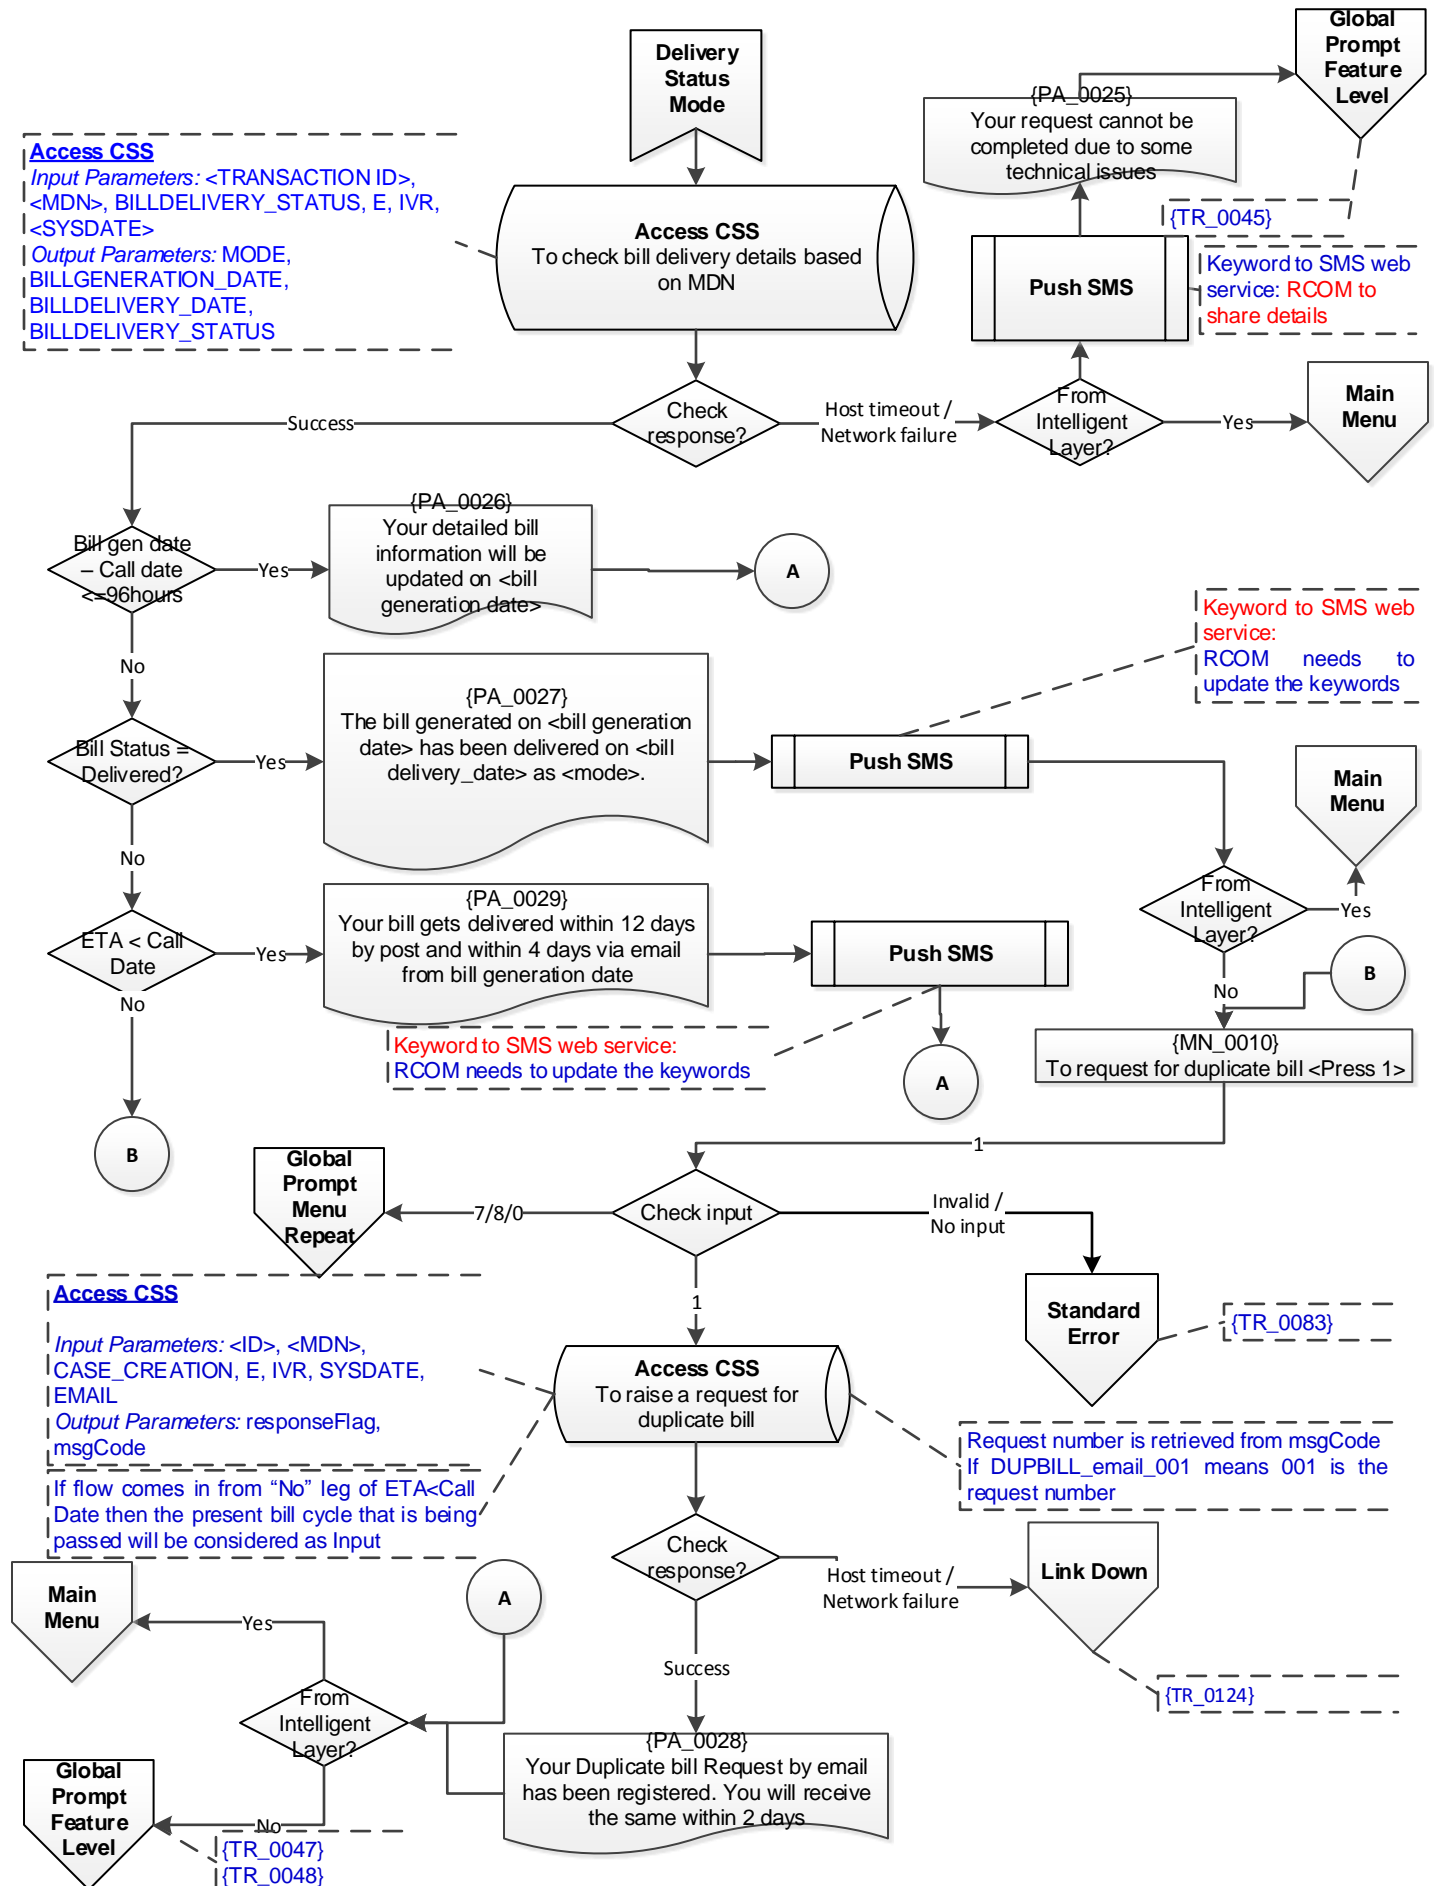 Delivery
Status
Mode
Global
Prompt
Feature
Level
{PA_0025}
Your request cannot be
completed due to some
technical issues
Access CSS
Input Parameters: <TRANSACTION ID>,
<MDN>, BILLDELIVERY_STATUS, E, IVR,
<SYSDATE>
Output Parameters: MODE,
BILLGENERATION_DATE,
BILLDELIVERY_DATE,
BILLDELIVERY_STATUS
Access CSS
To check bill delivery details based
on MDN
{TR_0045}
Push SMS
Keyword to SMS web
service: RCOM to
share details
Success
Check
response?
Host timeout /
Network failure
From
Intelligent
Layer?
Yes
Main
Menu
Bill gen date
– Call date
<=96hours
Yes
{PA_0026}
Your detailed bill
information will be
updated on <bill
generation date>
A
No
Keyword to SMS web
service:
RCOM needs to
update the keywords
Bill Status =
Delivered?
Yes
{PA_0027}
The bill generated on <bill generation
date> has been delivered on <bill
delivery_date> as <mode>.
Push SMS
Main
Menu
No
From
Intelligent
Layer?
Yes
ETA < Call
Date
Yes
{PA_0029}
Your bill gets delivered within 12 days
by post and within 4 days via email
from bill generation date
Push SMS
B
No
No
Keyword to SMS web service:
RCOM needs to update the keywords
A
{MN_0010}
To request for duplicate bill <Press 1>
B
1
Global
Prompt
Menu
Repeat
7/8/0
Check input
Invalid /
No input
1
Standard
Error
{TR_0083}
Access CSS
Input Parameters: <ID>, <MDN>,
CASE_CREATION, E, IVR, SYSDATE,
EMAIL
Output Parameters: responseFlag,
msgCode
Access CSS
To raise a request for
duplicate bill
Request number is retrieved from msgCode
If DUPBILL_email_001 means 001 is the
request number
If flow comes in from “No” leg of ETA<Call
Date then the present bill cycle that is being
passed will be considered as Input
Check
response?
Host timeout /
Network failure
Link Down
Main
Menu
Yes
A
Success
{TR_0124}
From
Intelligent
Layer?
{PA_0028}
Your Duplicate bill Request by email
has been registered. You will receive
the same within 2 days
Global
Prompt
Feature
Level
No
{TR_0047}
{TR_0048}